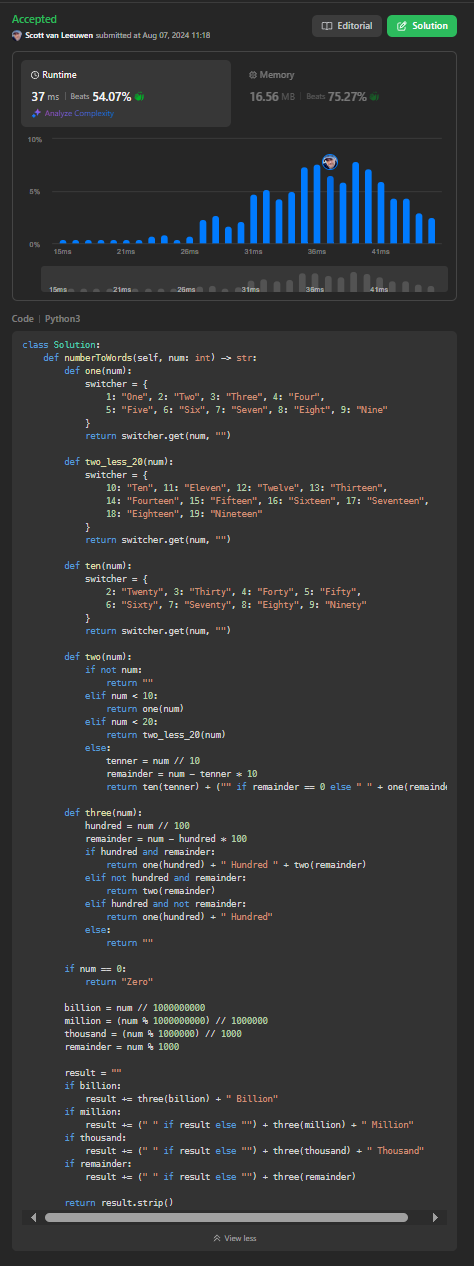 Accepted
Scott van Leeuwen submitted at Aug 07, 2024 11:18
Editorial
Solution
Runtime
37 ms | Beats 54.07%
Analyze Complexity
Memory
16.56 MB | Beats 75.27%
10%
5%
0%
15ms 21ms 26ms 31ms 36ms 41ms
15ms 21ms 26ms 31ms 36ms 41ms
Code | Python3
class Solution:
    def numberToWords(self, num: int) -> str:
        def one(num):
            switcher = {
                1: "One", 2: "Two", 3: "Three", 4: "Four",
                5: "Five", 6: "Six", 7: "Seven", 8: "Eight", 9: "Nine"
            }
            return switcher.get(num, "")
        def two_less_20(num):
            switcher = {
                10: "Ten", 11: "Eleven", 12: "Twelve", 13: "Thirteen",
                14: "Fourteen", 15: "Fifteen", 16: "Sixteen", 17: "Seventeen",
                18: "Eighteen", 19: "Nineteen"
            }
            return switcher.get(num, "")
        def ten(num):
            switcher = {
                2: "Twenty", 3: "Thirty", 4: "Forty", 5: "Fifty",
                6: "Sixty", 7: "Seventy", 8: "Eighty", 9: "Ninety"
            }
            return switcher.get(num, "")
        def two(num):
            if not num:
                return ""
            elif num < 10:
                return one(num)
            elif num < 20:
                return two_less_20(num)
            else:
                tenner = num // 10
                remainder = num - tenner * 10
                return ten(tenner) + ("" if remainder == 0 else " " + one(remainde
        def three(num):
            hundred = num // 100
            remainder = num - hundred * 100
            if hundred and remainder:
                return one(hundred) + " Hundred " + two(remainder)
            elif not hundred and remainder:
                return two(remainder)
            elif hundred and not remainder:
                return one(hundred) + " Hundred"
            else:
                return ""
        if num == 0:
            return "Zero"
        billion = num // 1000000000
        million = (num % 1000000000) // 1000000
        thousand = (num % 1000000) // 1000
        remainder = num % 1000
        result = ""
        if billion:
            result += three(billion) + " Billion"
        if million:
            result += (" " if result else "") + three(million) + " Million"
        if thousand:
            result += (" " if result else "") + three(thousand) + " Thousand"
        if remainder:
            result += (" " if result else "") + three(remainder)
        return result.strip()
View less